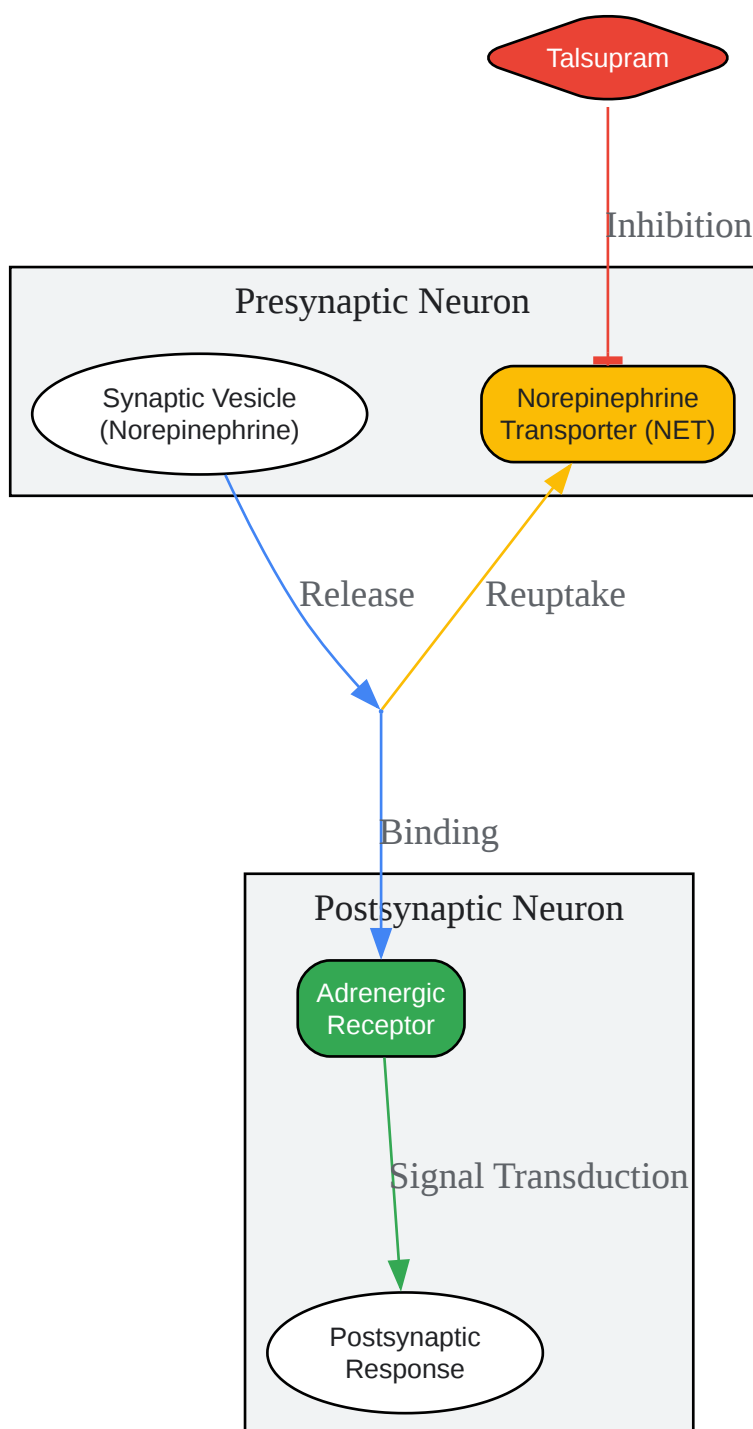 Talsupram
Inhibition
Presynaptic Neuron
Synaptic Vesicle
(Norepinephrine)
Norepinephrine
Transporter (NET)
Release
Reuptake
Binding
Postsynaptic Neuron
Adrenergic
Receptor
Signal Transduction
Postsynaptic
Response